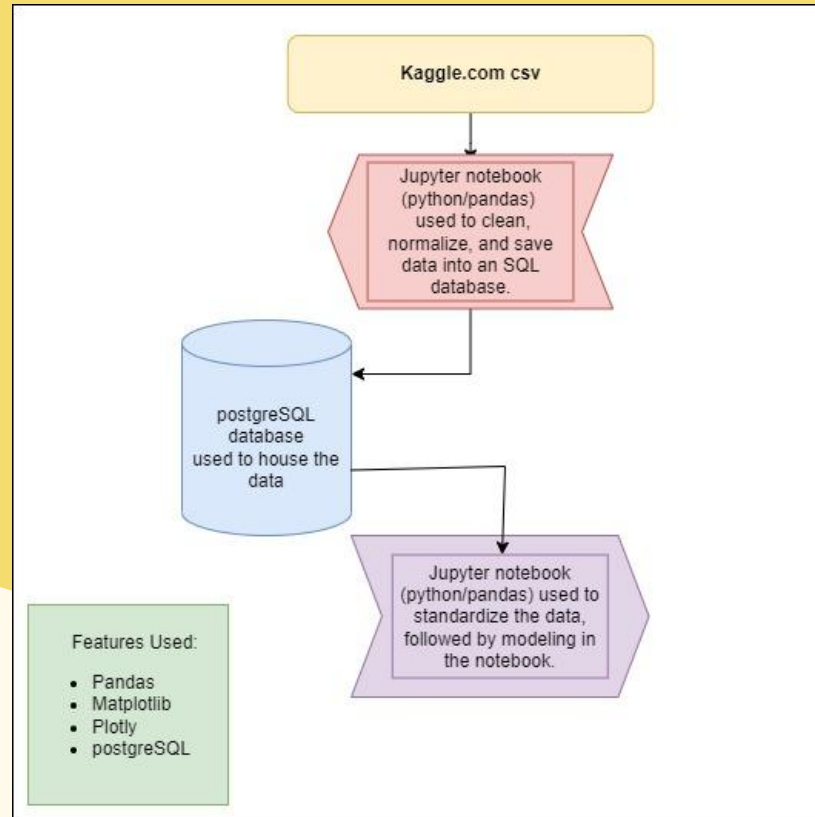 Kaggle.com csv
Jupyter notebook
(python/pandas)
used to clean,
normalize, and save
data into an SQL
database.
postgreSQL
database
used to house the
data
Jupyter notebook
(python/pandas) used to
standardize the data,
followed by modeling in
the notebook.
Features Used:
• Pandas
• Matplotlib
• Plotly
• postgreSQL